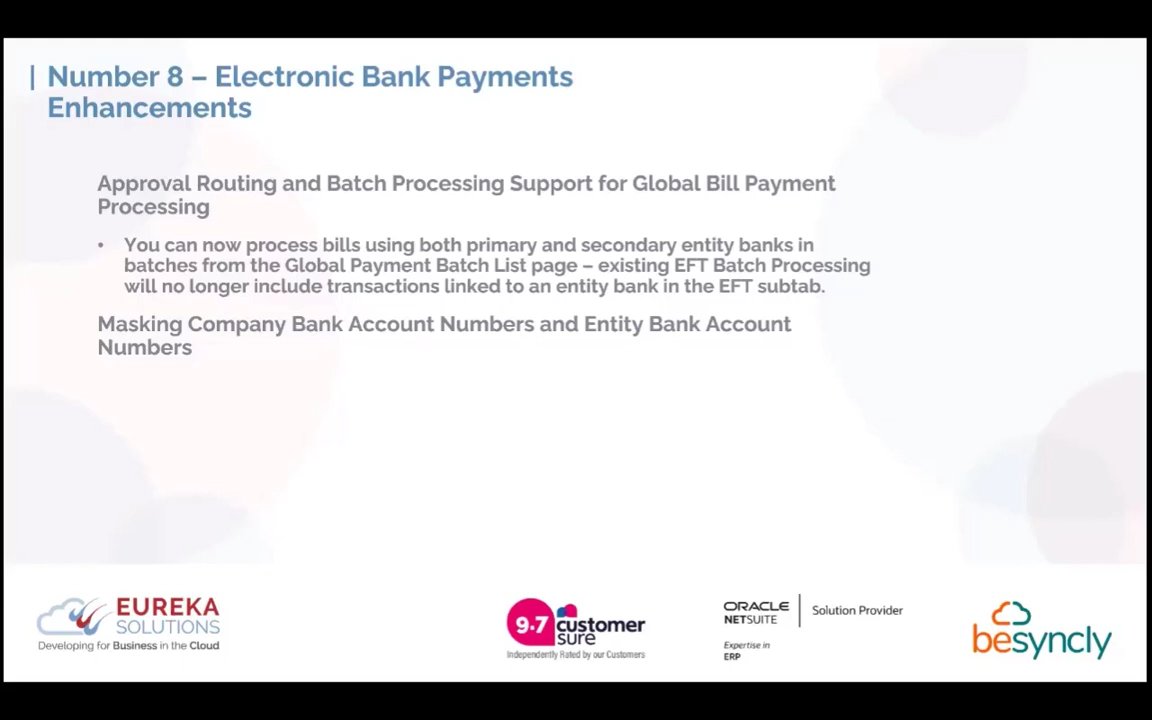 | Number 8 – Electronic Bank Payments
Enhancements
Approval Routing and Batch Processing Support for Global Bill Payment
Processing
• You can now process bills using both primary and secondary entity banks in
batches from the Global Payment Batch List page – existing EFT Batch Processing
will no longer include transactions linked to an entity bank in the EFT subtab.
Masking Company Bank Account Numbers and Entity Bank Account
Numbers
EUREKA
SOLUTIONS
Developing for Business in the Cloud
9.7 customer
sure
Independently Rated by our Customers
ORACLE
NETSUITE
Solution Provider
Expertise in
ERP
besyncly